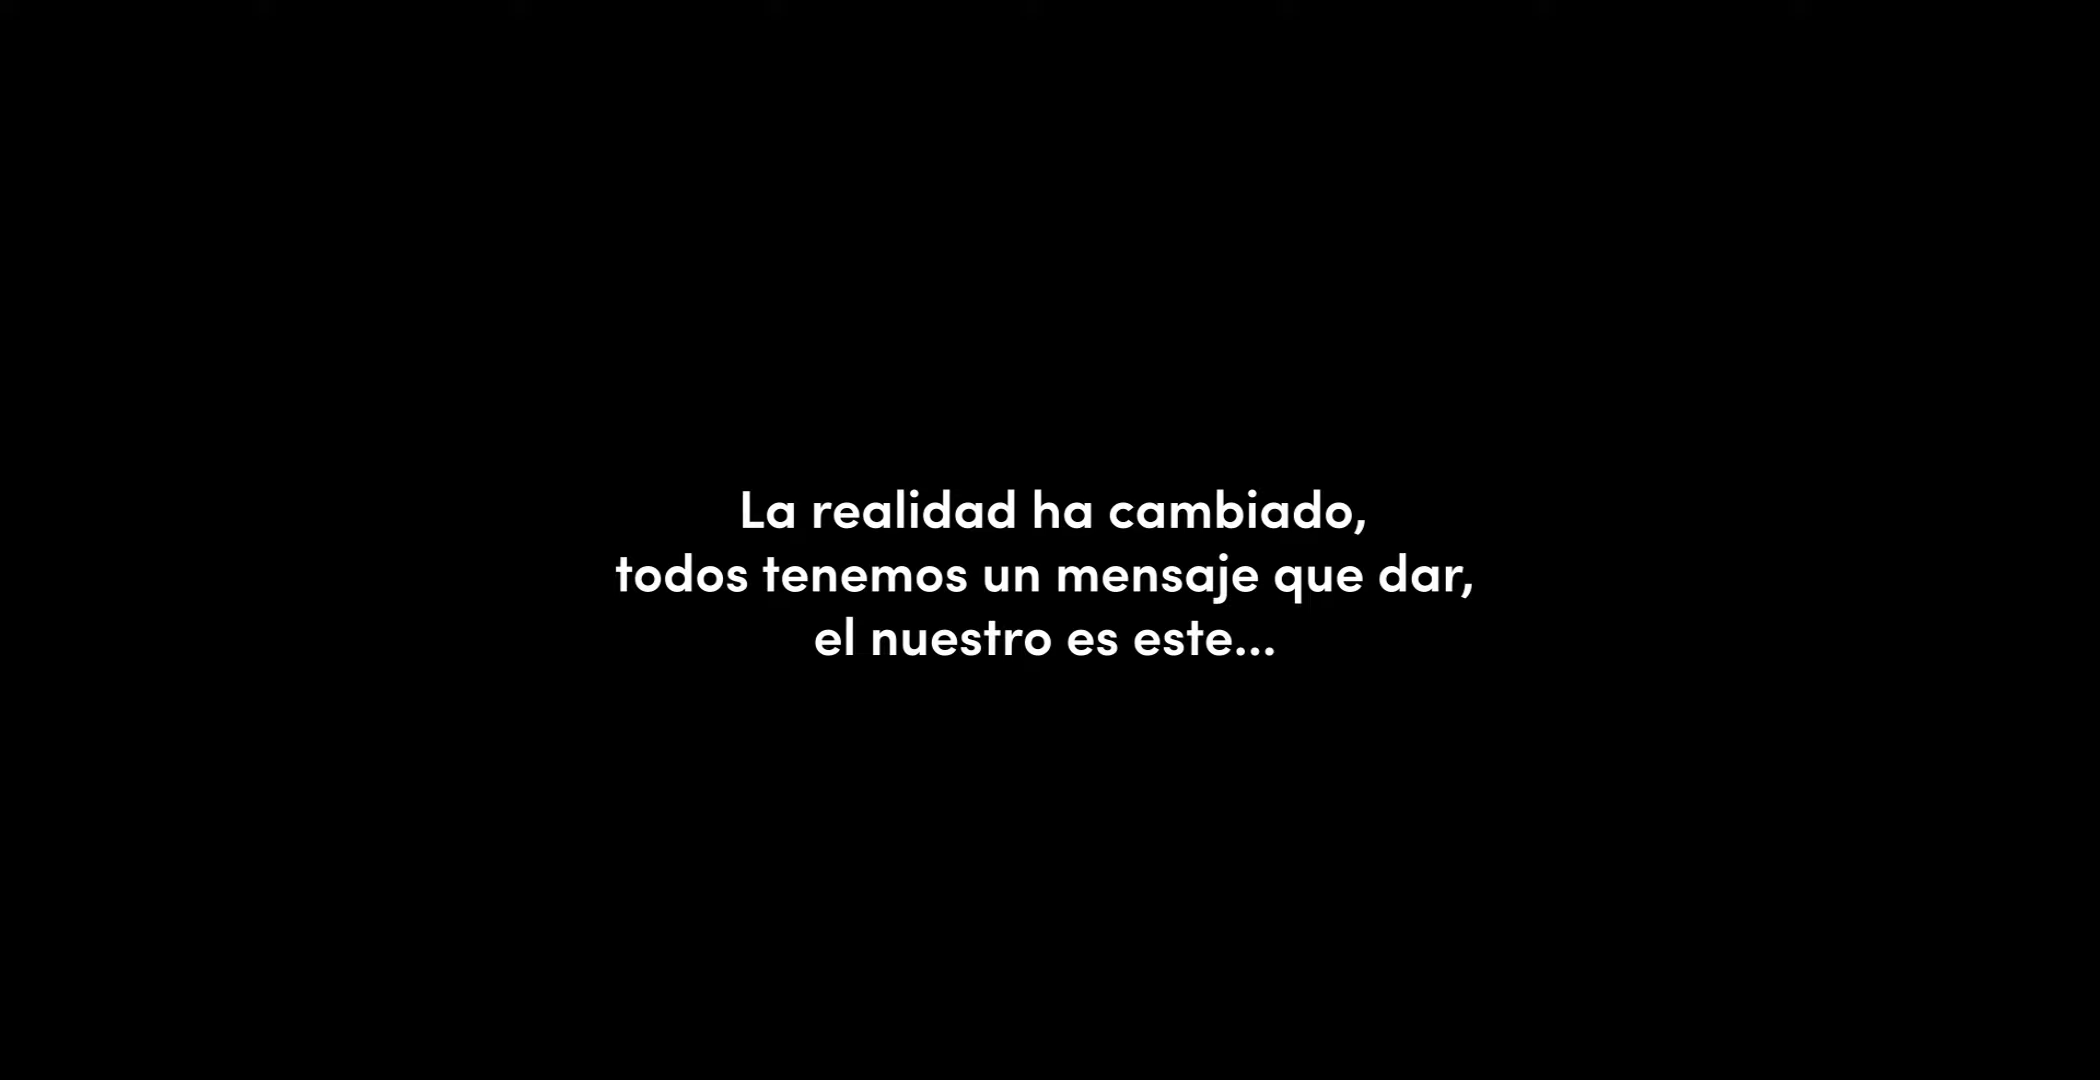 La realidad ha cambiado,
todos tenemos un mensaje que dar,
el nuestro es este...